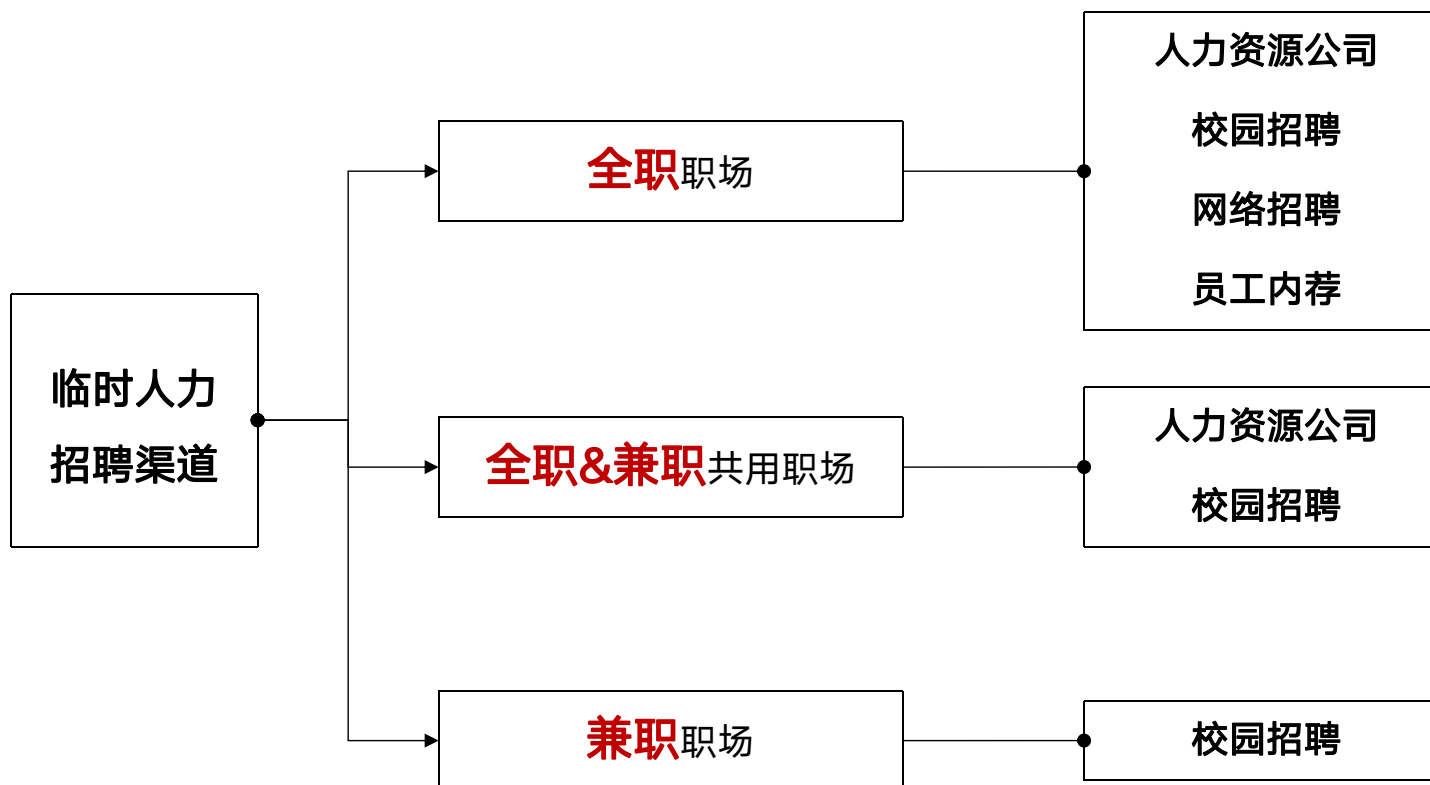 临时人力
招聘渠道
全职职场
人力资源公司
校园招聘
网络招聘
员工内荐
全职&兼职共用职场
人力资源公司
校园招聘
兼职职场
校园招聘